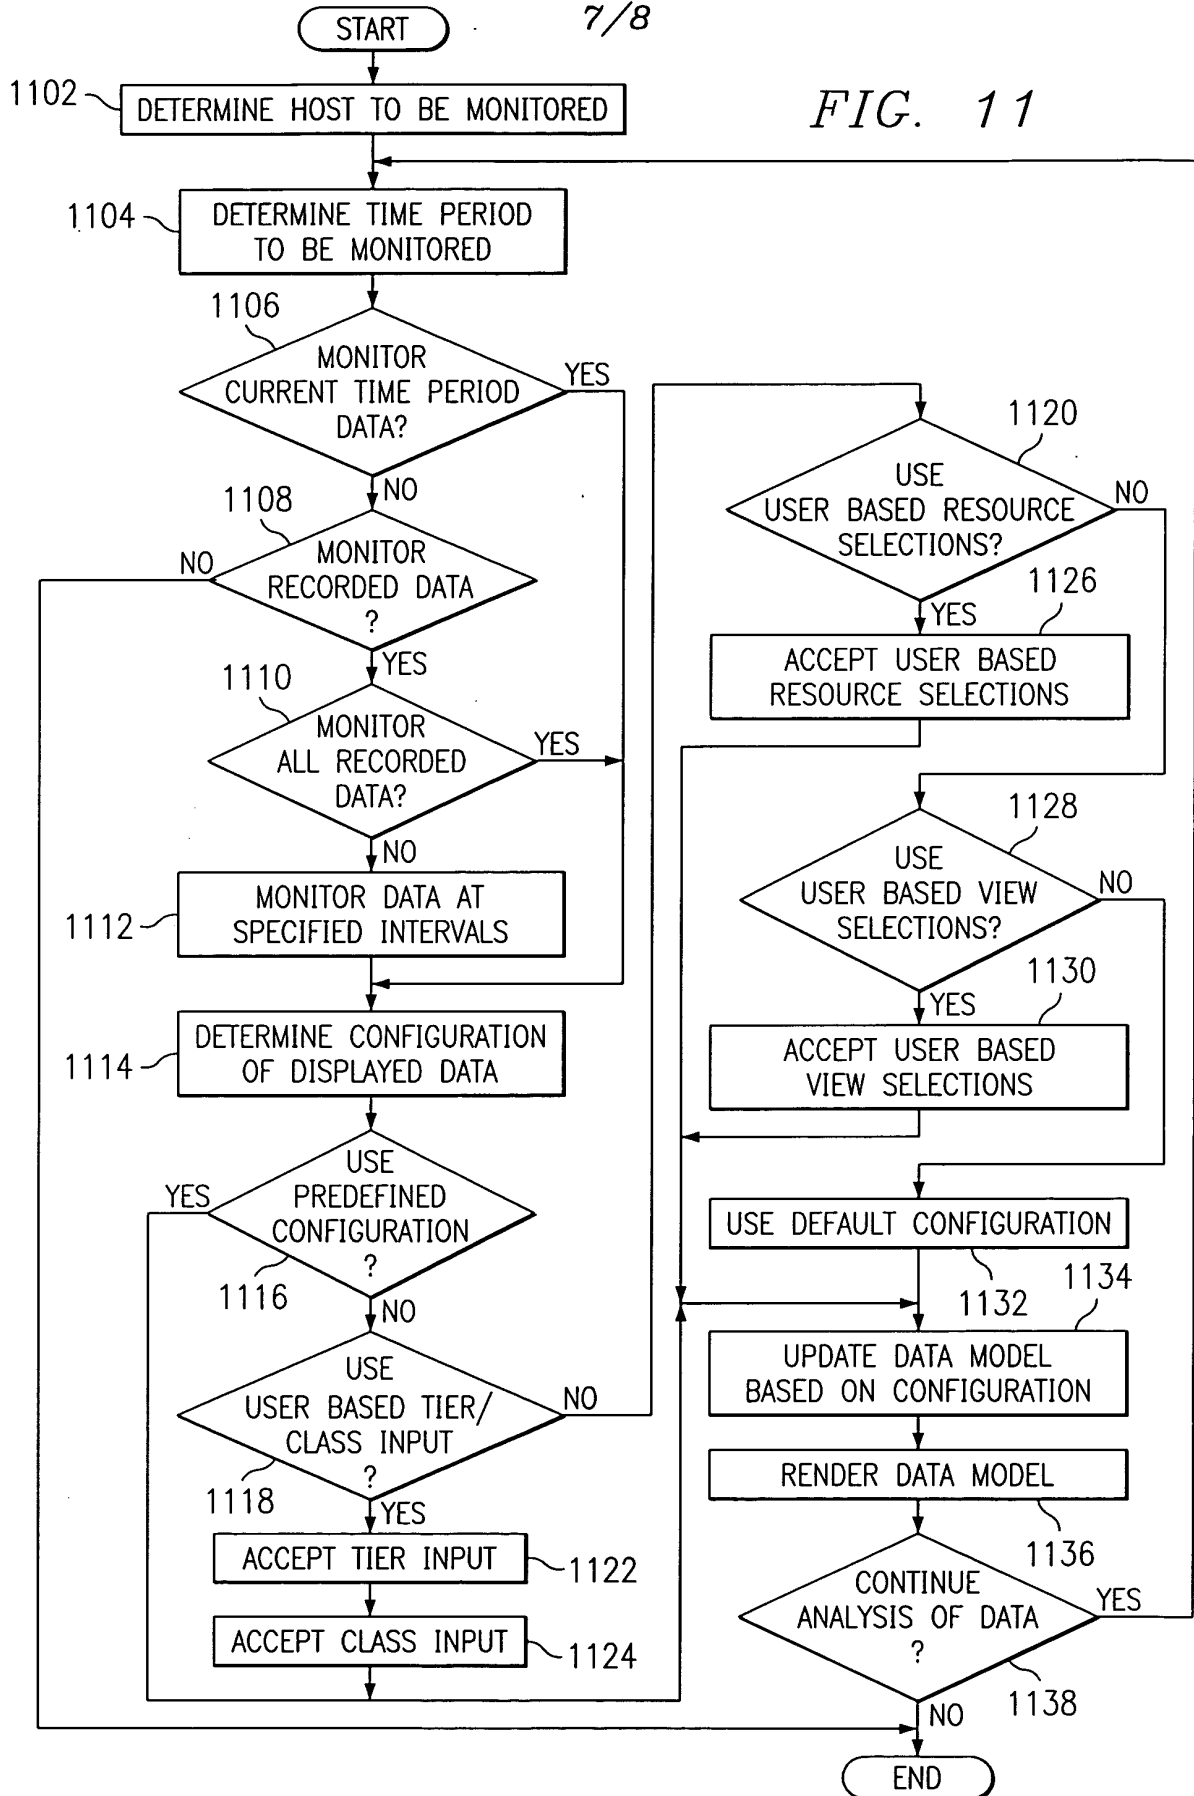 7/8
FIG. 11
START
1102
DETERMINE HOST TO BE MONITORED
1104
DETERMINE TIME PERIOD
TO BE MONITORED
1106
MONITOR
CURRENT TIME PERIOD
DATA?
YES
NO
1108
MONITOR
RECORDED DATA
?
NO
YES
1110
MONITOR
ALL RECORDED
DATA?
YES
NO
1112
MONITOR DATA AT
SPECIFIED INTERVALS
1114
DETERMINE CONFIGURATION
OF DISPLAYED DATA
1116
USE
PREDEFINED
CONFIGURATION
?
YES
NO
1118
USE
USER BASED TIER/
CLASS INPUT
?
NO
YES
ACCEPT TIER INPUT
1122
ACCEPT CLASS INPUT
1124
1120
USE
USER BASED RESOURCE
SELECTIONS?
NO
YES
1126
ACCEPT USER BASED
RESOURCE SELECTIONS
1128
USE
USER BASED VIEW
SELECTIONS?
NO
YES
1130
ACCEPT USER BASED
VIEW SELECTIONS
USE DEFAULT CONFIGURATION
1132
1134
UPDATE DATA MODEL
BASED ON CONFIGURATION
RENDER DATA MODEL
1136
CONTINUE
ANALYSIS OF DATA
?
YES
1138
NO
END